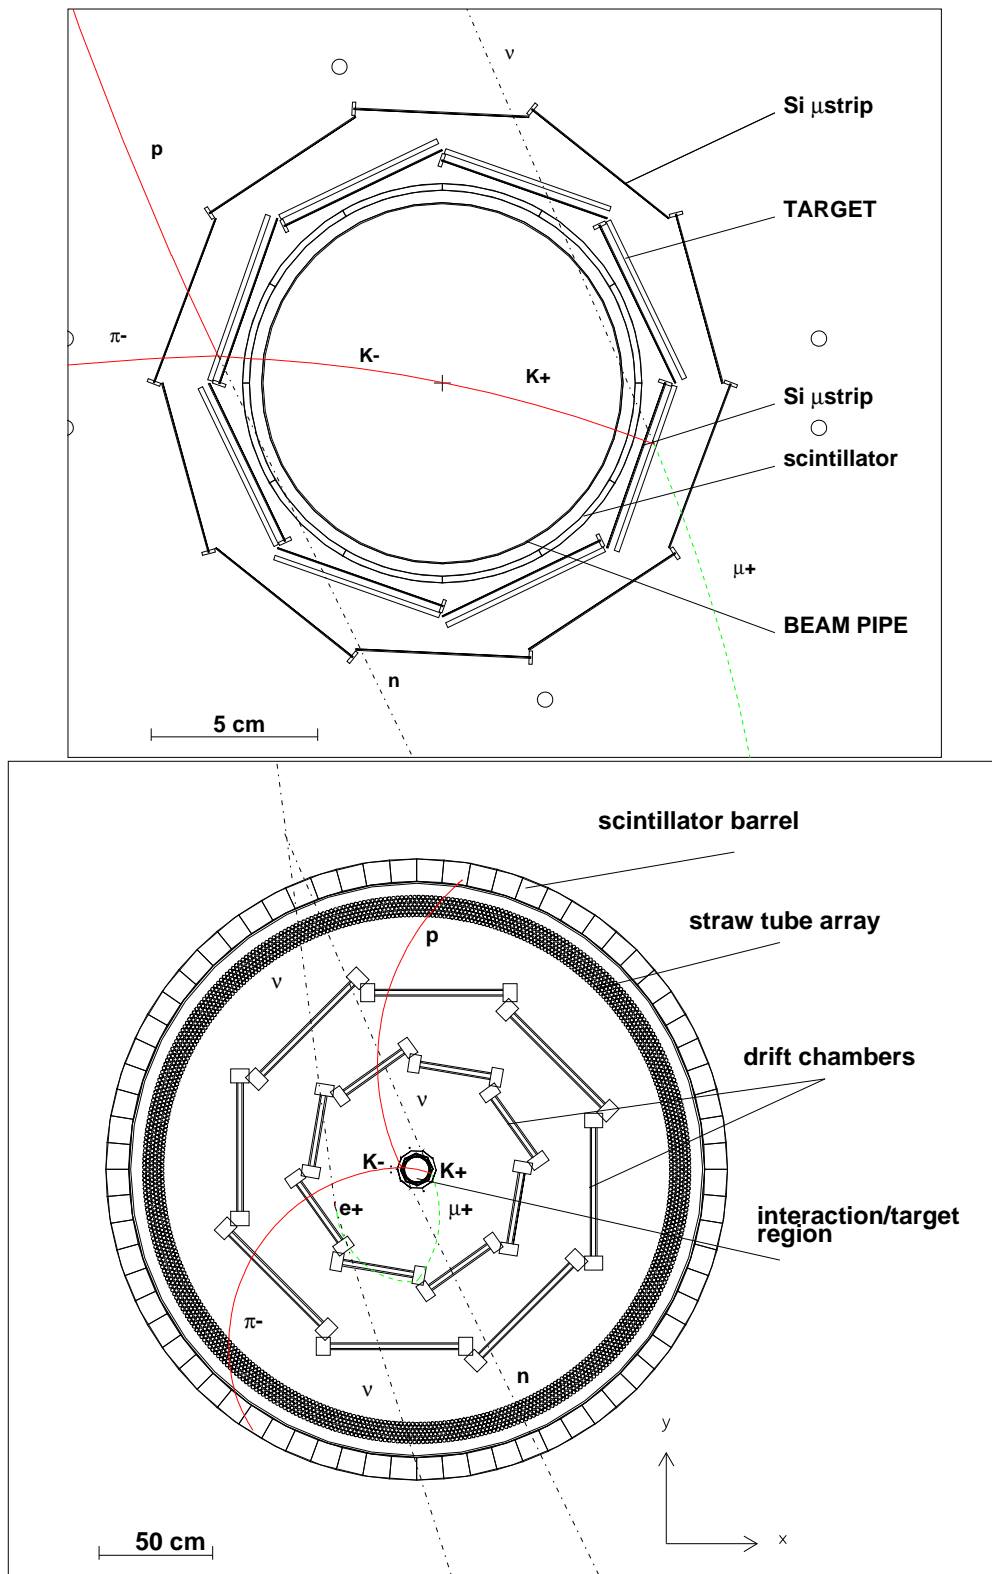 ν
Si μstrip
p
TARGET
π-
K-
K+
Si μstrip
scintillator
μ+
BEAM PIPE
n
5 cm
scintillator barrel
straw tube array
p
ν
drift chambers
ν
K-
K+
e+
μ+
interaction/target
region
π-
n
ν
y
50 cm
x